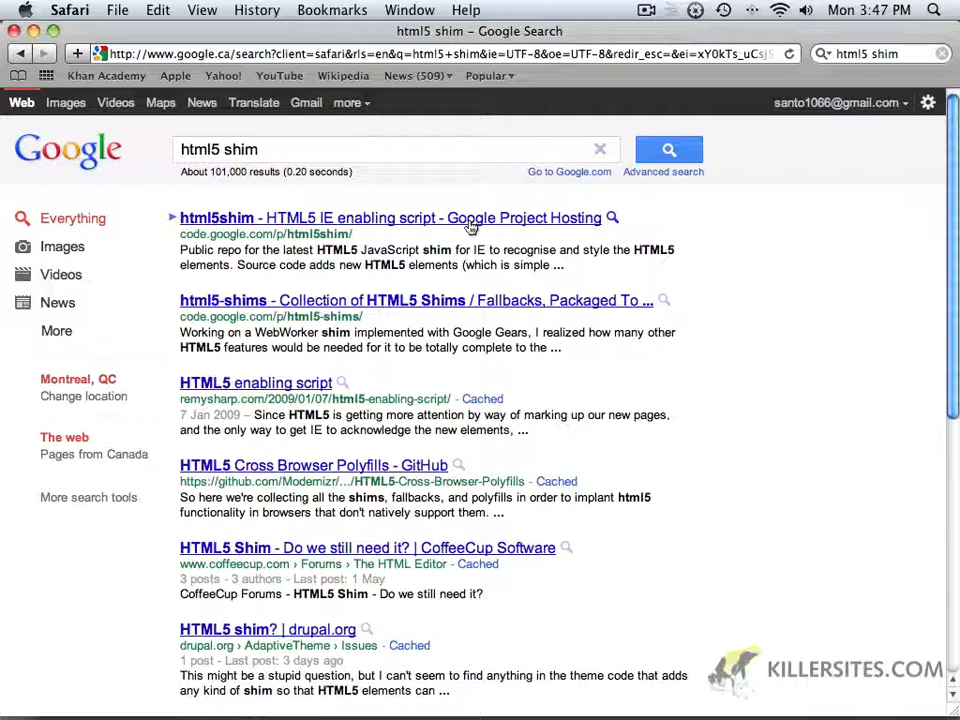 Safari File Edit View History Bookmarks Window Help Mon 3:47 PM
html5 shim – Google Search
http://www.google.ca/search?client=safari&rls=en&q=html5+shim&ie=UTF-8&oe=UTF-8&redir_esc=&ei=xY0kTs_uCsj5 html5 shim
Khan Academy Apple Yahoo! YouTube Wikipedia News (509) Popular
Web Images Videos Maps News Translate Gmail more santo1066@gmail.com
Google html5 shim
About 101,000 results (0.20 seconds) Go to Google.com Advanced search
Everything
Images
Videos
News
More
Montreal, QC
Change location
The web
Pages from Canada
More search tools
html5shim - HTML5 IE enabling script - Google Project Hosting
code.google.com/p/html5shim/
Public repo for the latest HTML5 JavaScript shim for IE to recognise and style the HTML5
elements. Source code adds new HTML5 elements (which is simple ...
html5-shims - Collection of HTML5 Shims / Fallbacks, Packaged To ...
code.google.com/p/html5-shims/
Working on a WebWorker shim implemented with Google Gears, I realized how many other
HTML5 features would be needed for it to be totally complete to the ...
HTML5 enabling script
remysharp.com/2009/01/07/html5-enabling-script/ - Cached
7 Jan 2009 – Since HTML5 is getting more attention by way of marking up our new pages,
and the only way to get IE to acknowledge the new elements, ...
HTML5 Cross Browser Polyfills - GitHub
https://github.com/Modernizr/.../HTML5-Cross-Browser-Polyfills - Cached
So here we're collecting all the shims, fallbacks, and polyfills in order to implant html5
functionality in browsers that don't natively support them. ...
HTML5 Shim - Do we still need it? | CoffeeCup Software
www.coffeecup.com › Forums › The HTML Editor - Cached
3 posts - 3 authors - Last post: 1 May
CoffeeCup Forums - HTML5 Shim - Do we still need it?
HTML5 shim? | drupal.org
drupal.org › AdaptiveTheme › Issues - Cached
1 post - Last post: 3 days ago
This might be a stupid question, but I can't seem to find anything in the theme code that adds
any kind of shim so that HTML5 elements can ...
KILLERSITES.COM